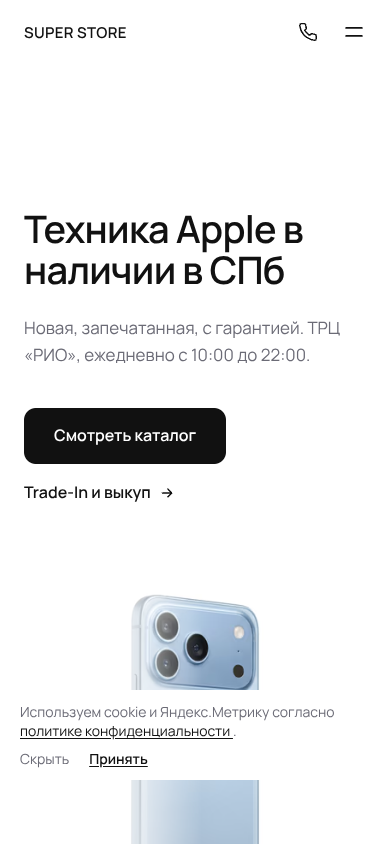 SUPER STORE
Техника Apple в
наличии в СПб
Новая, запечатанная, с гарантией. ТРЦ
«РИО», ежедневно с 10:00 до 22:00.
Смотреть каталог
Trade-In и выкуп →
Используем cookie и Яндекс.Метрику согласно
политике конфиденциальности .
Скрыть Принять